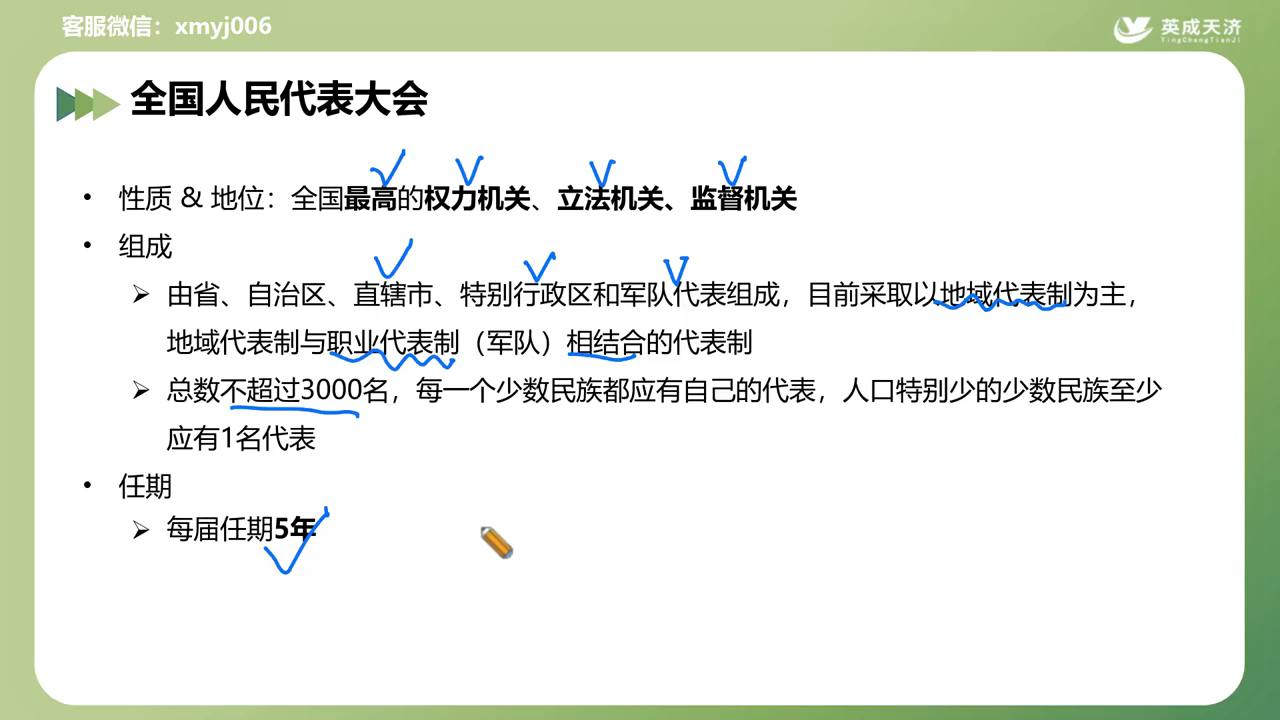 客服微信：xmyj006
英成天济
YingChengTianJi
全国人民代表大会
• 性质 & 地位：全国最高的权力机关、立法机关、监督机关
• 组成
由省、自治区、直辖市、特别行政区和军队代表组成，目前采取以地域代表制为主，
地域代表制与职业代表制（军队）相结合的代表制
总数不超过3000名，每一个少数民族都应有自己的代表，人口特别少的少数民族至少
应有1名代表
• 任期
每届任期5年